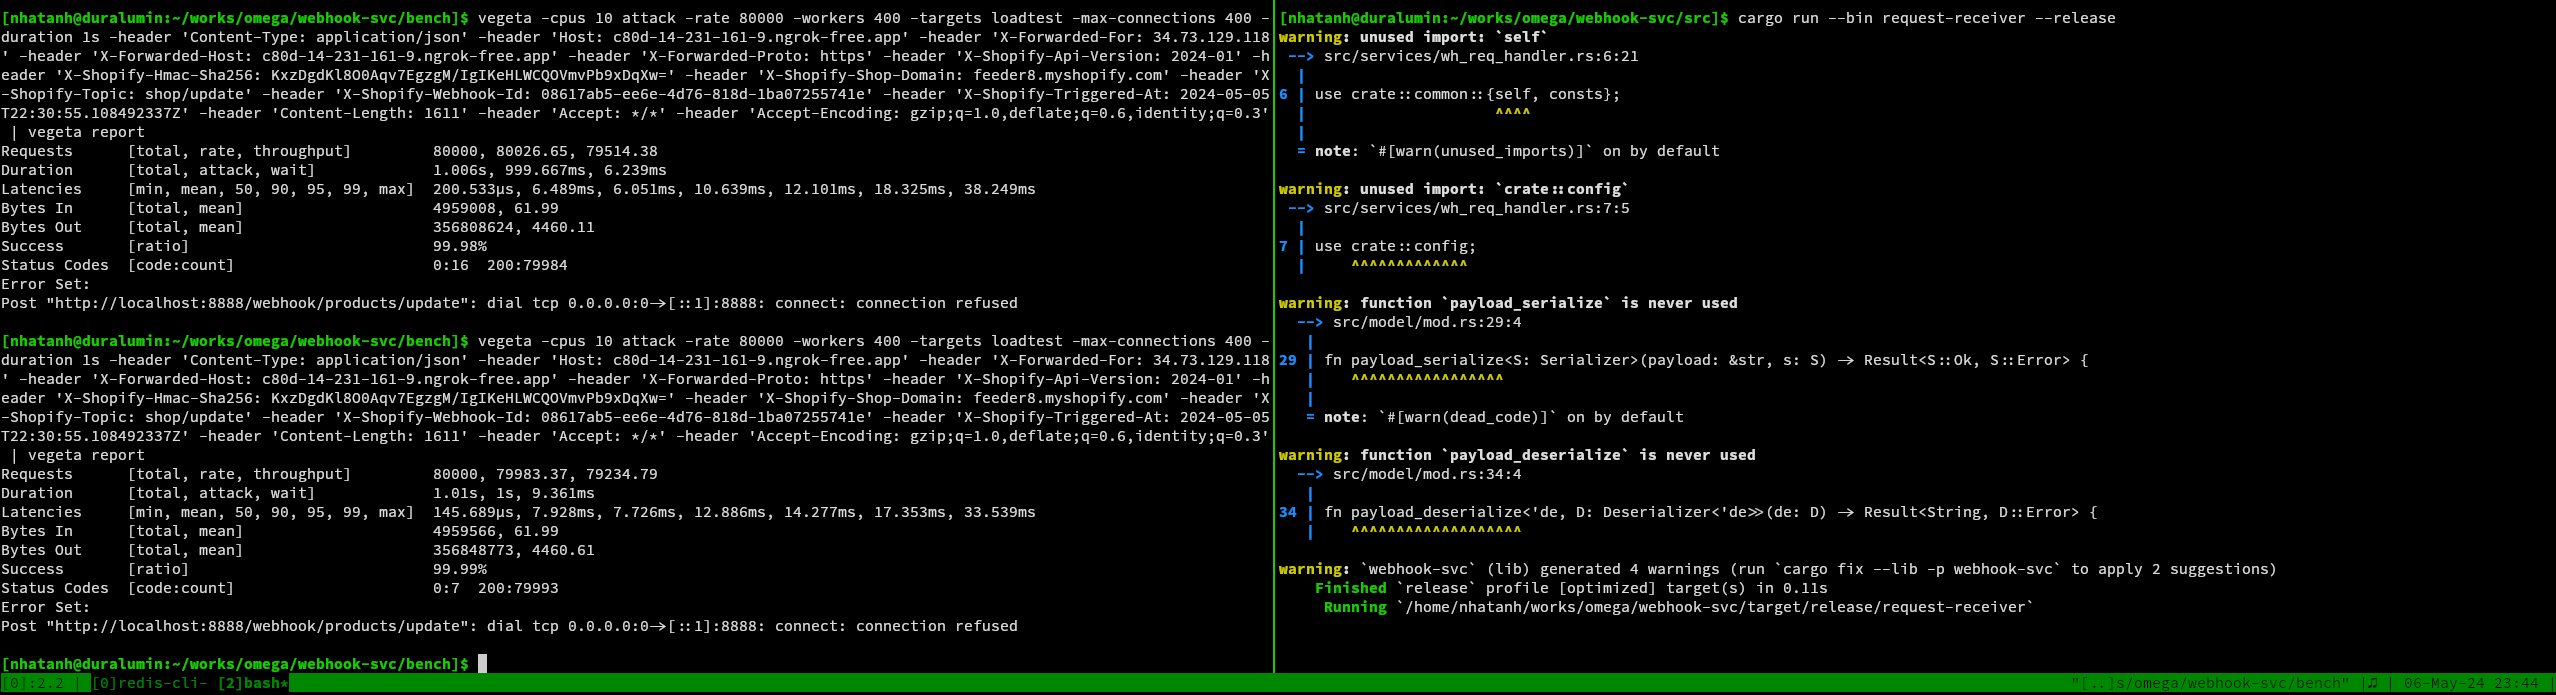 [nhatanh@duralumin:~/works/omega/webhook-svc/bench]$ vegeta -cpus 10 attack -rate 80000 -workers 400 -targets loadtest -max-connections 400 -
duration 1s -header 'Content-Type: application/json' -header 'Host: c80d-14-231-161-9.ngrok-free.app' -header 'X-Forwarded-For: 34.73.129.118
' -header 'X-Forwarded-Host: c80d-14-231-161-9.ngrok-free.app' -header 'X-Forwarded-Proto: https' -header 'X-Shopify-Api-Version: 2024-01' -h
eader 'X-Shopify-Hmac-Sha256: KxzDgdKl8O0Aqv7EgzgM/IgIKeHLWCQOVmvPb9xDqXw=' -header 'X-Shopify-Shop-Domain: feeder8.myshopify.com' -header 'X
-Shopify-Topic: shop/update' -header 'X-Shopify-Webhook-Id: 08617ab5-ee6e-4d76-818d-1ba07255741e' -header 'X-Shopify-Triggered-At: 2024-05-05
T22:30:55.108492337Z' -header 'Content-Length: 1611' -header 'Accept: */*' -header 'Accept-Encoding: gzip;q=1.0,deflate;q=0.6,identity;q=0.3'
 | vegeta report
Requests      [total, rate, throughput]         80000, 80026.65, 79514.38
Duration      [total, attack, wait]             1.006s, 999.667ms, 6.239ms
Latencies     [min, mean, 50, 90, 95, 99, max]  200.533µs, 6.489ms, 6.051ms, 10.639ms, 12.101ms, 18.325ms, 38.249ms
Bytes In      [total, mean]                     4959008, 61.99
Bytes Out     [total, mean]                     356808624, 4460.11
Success       [ratio]                           99.98%
Status Codes  [code:count]                      0:16  200:79984
Error Set:
Post "http://localhost:8888/webhook/products/update": dial tcp 0.0.0.0:0->[::1]:8888: connect: connection refused
[nhatanh@duralumin:~/works/omega/webhook-svc/bench]$ vegeta -cpus 10 attack -rate 80000 -workers 400 -targets loadtest -max-connections 400 -
duration 1s -header 'Content-Type: application/json' -header 'Host: c80d-14-231-161-9.ngrok-free.app' -header 'X-Forwarded-For: 34.73.129.118
' -header 'X-Forwarded-Host: c80d-14-231-161-9.ngrok-free.app' -header 'X-Forwarded-Proto: https' -header 'X-Shopify-Api-Version: 2024-01' -h
eader 'X-Shopify-Hmac-Sha256: KxzDgdKl8O0Aqv7EgzgM/IgIKeHLWCQOVmvPb9xDqXw=' -header 'X-Shopify-Shop-Domain: feeder8.myshopify.com' -header 'X
-Shopify-Topic: shop/update' -header 'X-Shopify-Webhook-Id: 08617ab5-ee6e-4d76-818d-1ba07255741e' -header 'X-Shopify-Triggered-At: 2024-05-05
T22:30:55.108492337Z' -header 'Content-Length: 1611' -header 'Accept: */*' -header 'Accept-Encoding: gzip;q=1.0,deflate;q=0.6,identity;q=0.3'
 | vegeta report
Requests      [total, rate, throughput]         80000, 79983.37, 79234.79
Duration      [total, attack, wait]             1.01s, 1s, 9.361ms
Latencies     [min, mean, 50, 90, 95, 99, max]  145.689µs, 7.928ms, 7.726ms, 12.886ms, 14.277ms, 17.353ms, 33.539ms
Bytes In      [total, mean]                     4959566, 61.99
Bytes Out     [total, mean]                     356848773, 4460.61
Success       [ratio]                           99.99%
Status Codes  [code:count]                      0:7  200:79993
Error Set:
Post "http://localhost:8888/webhook/products/update": dial tcp 0.0.0.0:0->[::1]:8888: connect: connection refused
[nhatanh@duralumin:~/works/omega/webhook-svc/bench]$
[nhatanh@duralumin:~/works/omega/webhook-svc/src]$ cargo run --bin request-receiver --release
warning: unused import: `self`
 --> src/services/wh_req_handler.rs:6:21
  |
6 | use crate::common::{self, consts};
  |                     ^^^^
  |
  = note: `#[warn(unused_imports)]` on by default
warning: unused import: `crate::config`
 --> src/services/wh_req_handler.rs:7:5
  |
7 | use crate::config;
  |     ^^^^^^^^^^^^^
warning: function `payload_serialize` is never used
  --> src/model/mod.rs:29:4
   |
29 | fn payload_serialize<S: Serializer>(payload: &str, s: S) -> Result<S::Ok, S::Error> {
   |    ^^^^^^^^^^^^^^^^^
   |
   = note: `#[warn(dead_code)]` on by default
warning: function `payload_deserialize` is never used
  --> src/model/mod.rs:34:4
   |
34 | fn payload_deserialize<'de, D: Deserializer<'de>>(de: D) -> Result<String, D::Error> {
   |    ^^^^^^^^^^^^^^^^^^^
warning: `webhook-svc` (lib) generated 4 warnings (run `cargo fix --lib -p webhook-svc` to apply 2 suggestions)
    Finished `release` profile [optimized] target(s) in 0.11s
     Running `/home/nhatanh/works/omega/webhook-svc/target/release/request-receiver`
[0]:2.2 | [0]redis-cli- [2]bash* "[..]s/omega/webhook-svc/bench" |♫ | 06-May-24 23:44 |